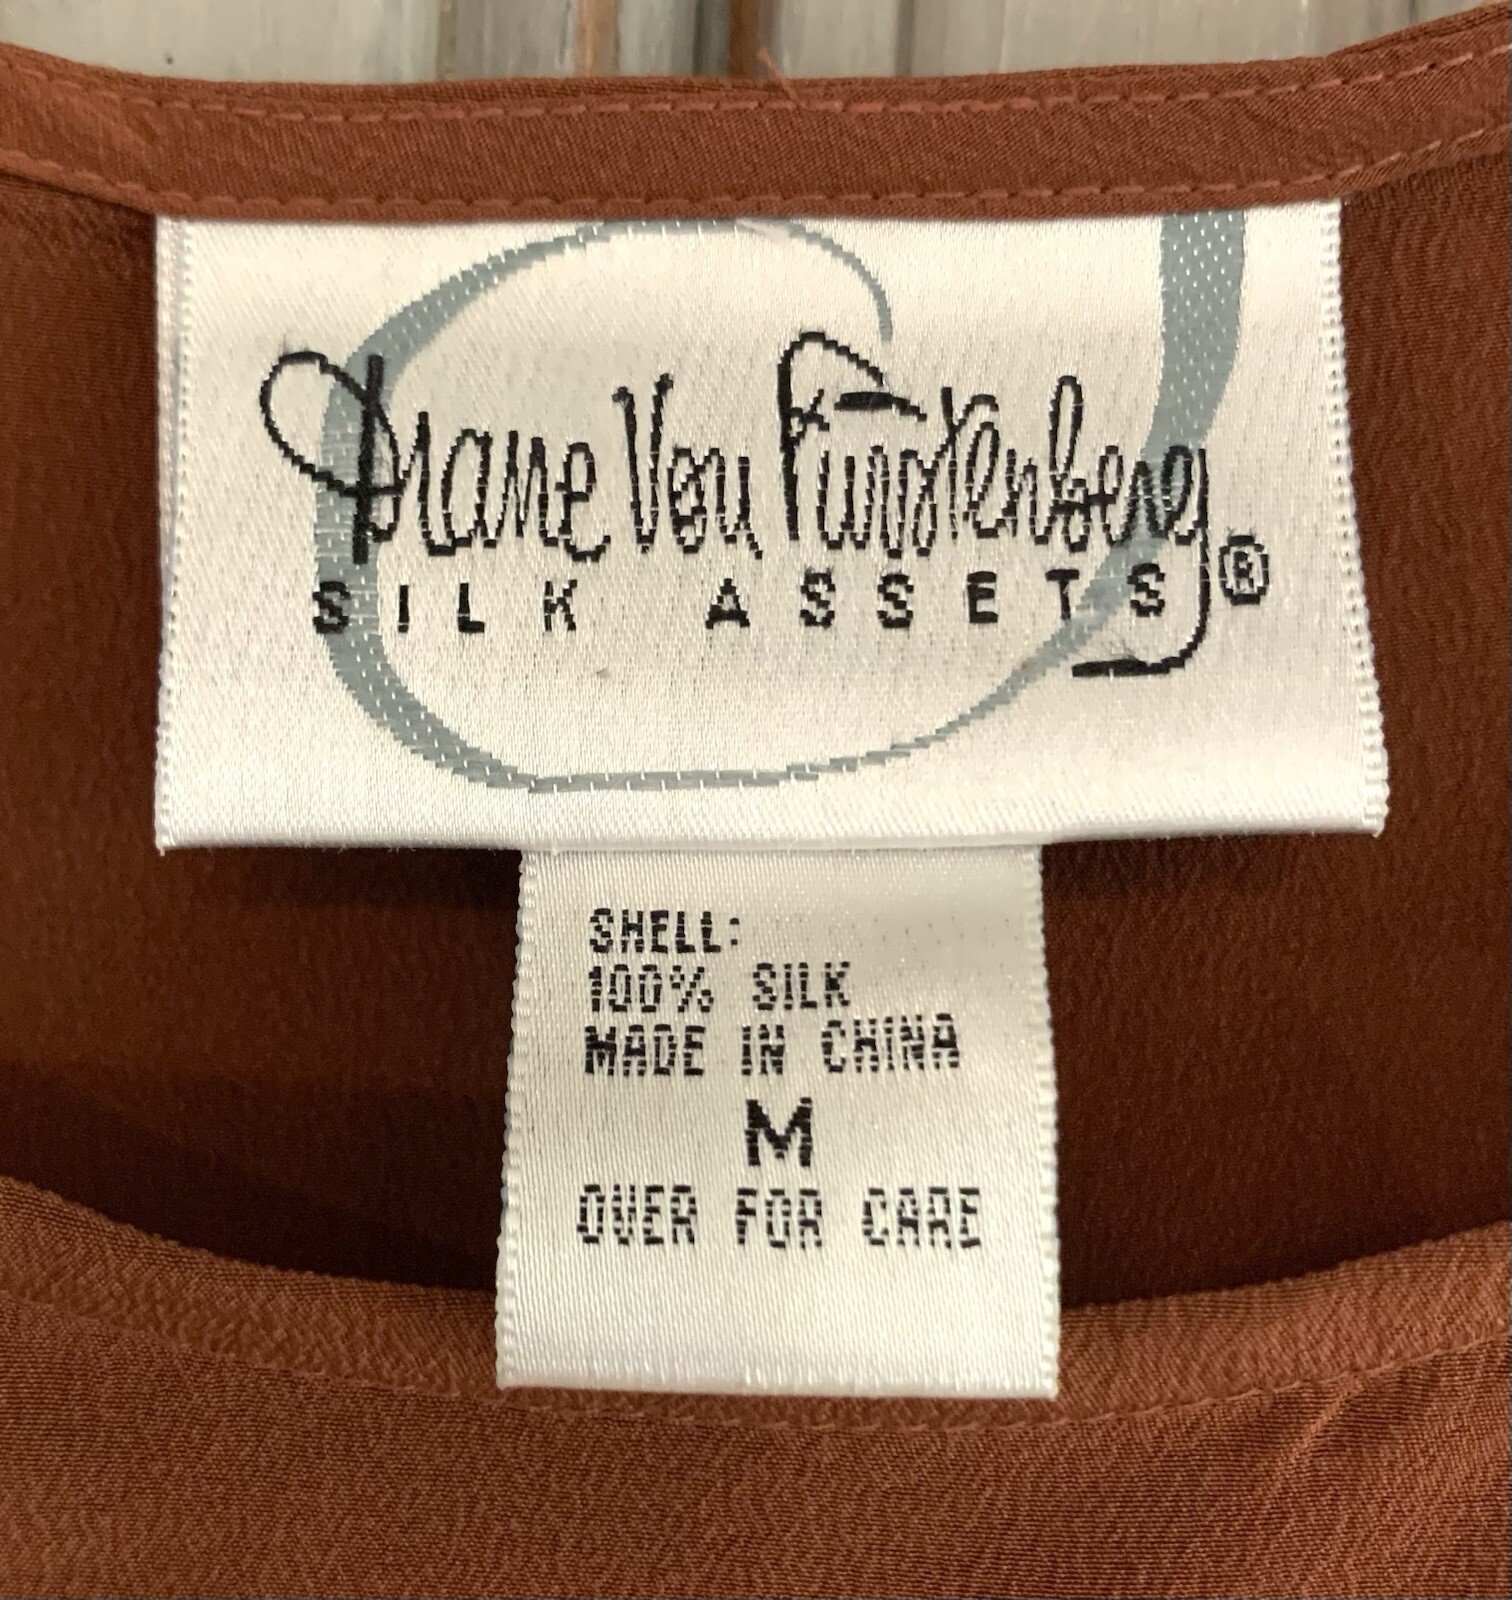 Diane Von Furstenberg
SILK ASSETS®
SHELL:
100% SILK
MADE IN CHINA
M
OVER FOR CARE